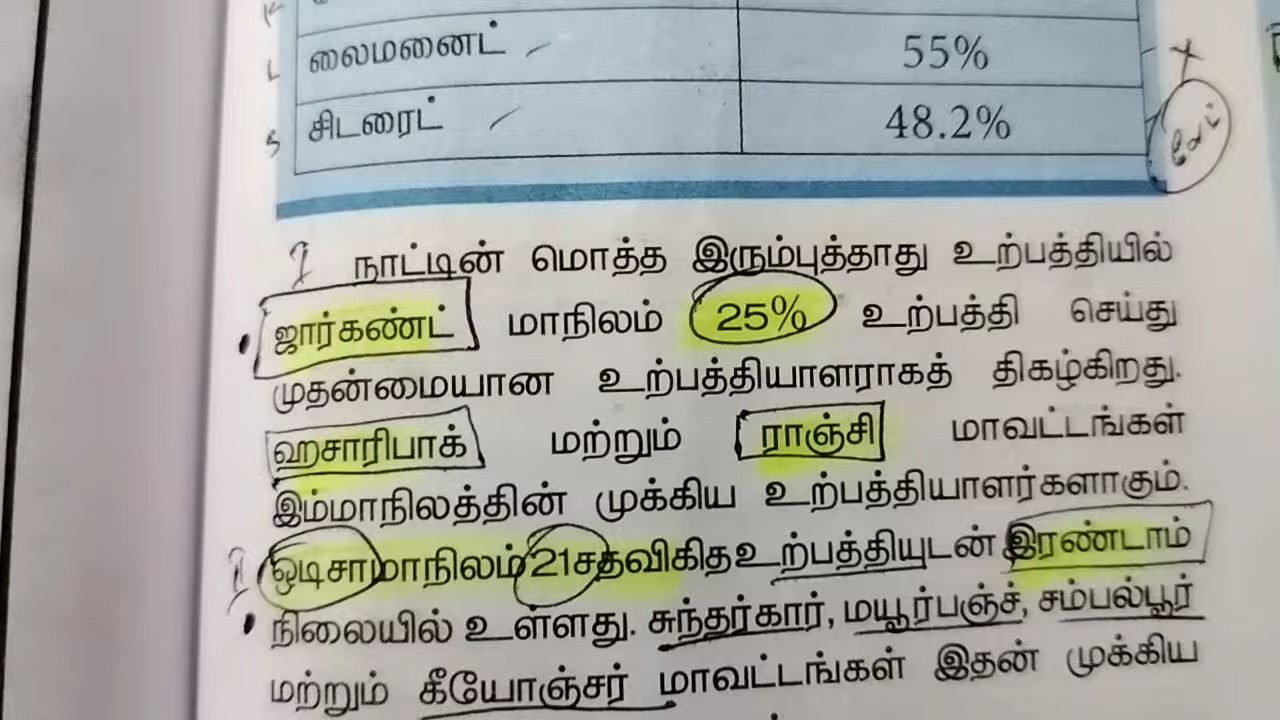 லைமனைட் 55%
சிடரைட் 48.2%
நாட்டின் மொத்த இரும்புத்தாது உற்பத்தியில்
ஜார்கண்ட் மாநிலம் 25% உற்பத்தி செய்து
முதன்மையான உற்பத்தியாளராகத் திகழ்கிறது.
ஹசாரிபாக் மற்றும் ராஞ்சி மாவட்டங்கள்
இம்மாநிலத்தின் முக்கிய உற்பத்தியாளர்களாகும்.
ஒடிசாமாநிலம் 21சதவிகித உற்பத்தியுடன் இரண்டாம்
நிலையில் உள்ளது. சுந்தர்கார், மயூர்பஞ்ச், சம்பல்பூர்
மற்றும் கீயோஞ்சர் மாவட்டங்கள் இதன் முக்கிய